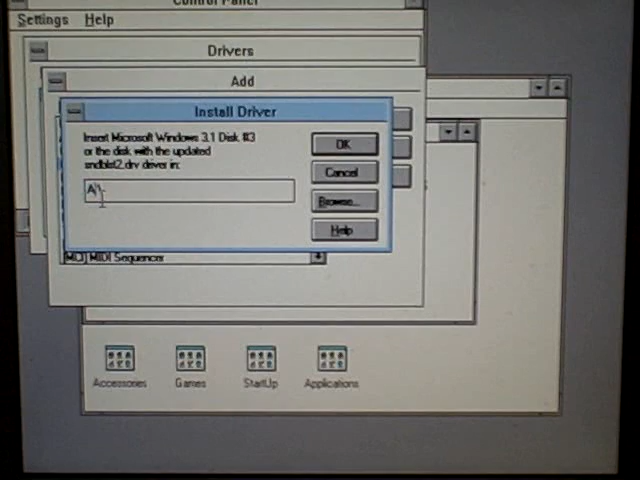 Control Panel
Settings Help
Drivers
Add
Install Driver
Insert Microsoft Windows 3.1 Disk #3
or the disk with the updated
sndblst2.drv driver in:
A:\
OK
Cancel
Browse...
Help
[MCI] MIDI Sequencer
Accessories Games StartUp Applications